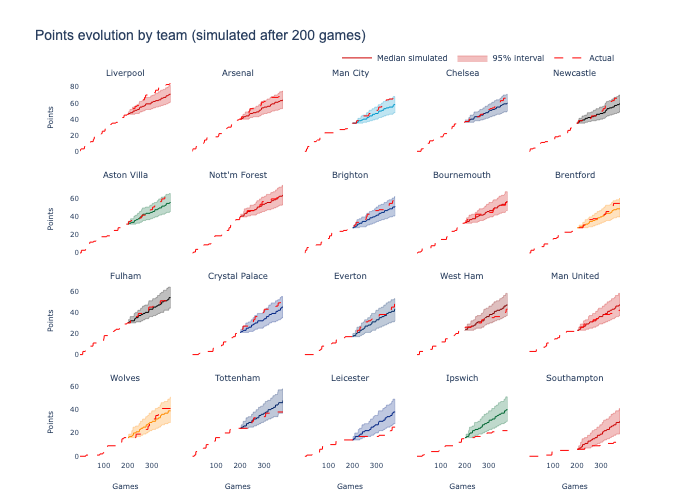 Points evolution by team (simulated after 200 games)
Median simulated 95% interval Actual
Liverpool Arsenal Man City Chelsea Newcastle
80
60
40
20
0
Points
Aston Villa Nott'm Forest Brighton Bournemouth Brentford
60
40
20
0
Points
Fulham Crystal Palace Everton West Ham Man United
60
40
20
0
Points
Wolves Tottenham Leicester Ipswich Southampton
60
40
20
0
Points
100 200 300 100 200 300 100 200 300 100 200 300 100 200 300
Games Games Games Games Games